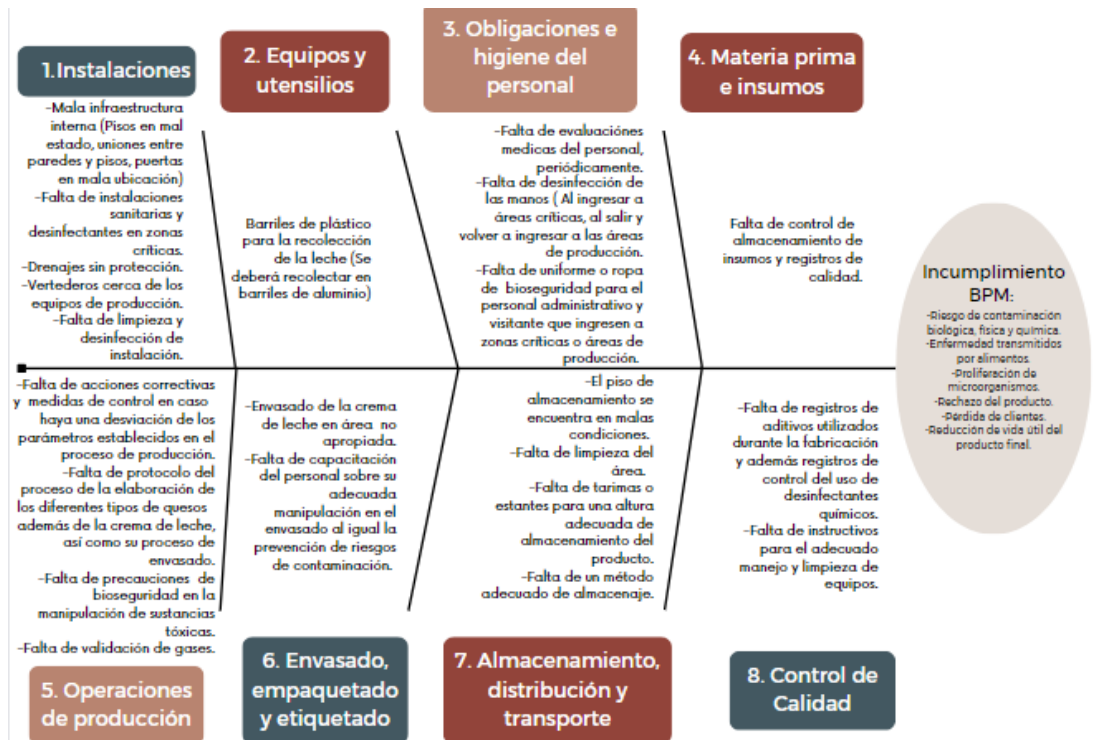 1.Instalaciones
-Mala infraestructura
interna (Pisos en mal
estado, uniones entre
paredes y pisos, puertas
en mala ubicación)
-Falta de instalaciones
sanitarias y
desinfectantes en zonas
críticas.
-Drenajes sin protección.
-Vertederos cerca de los
equipos de producción.
-Falta de limpieza y
desinfección de
instalación.
2. Equipos y
utensilios
Barriles de plástico
para la recolección
de la leche (Se
deberá recolectar en
barriles de aluminio)
3. Obligaciones e
higiene del
personal
-Falta de evaluaciónes
medicas del personal,
periódicamente.
-Falta de desinfección de
las manos ( Al ingresar a
áreas críticas, al salir y
volver a ingresar a las áreas
de producción.
-Falta de uniforme o ropa
de bioseguridad para el
personal administrativo y
visitante que ingresen a
zonas críticas o áreas de
producción.
4. Materia prima
e insumos
Falta de control de
almacenamiento de
insumos y registros de
calidad.
Incumplimiento
BPM:
-Riesgo de contaminación
biológica, física y química.
-Enfermedad transmitidos
por alimentos.
-Proliferación de
microorganismos.
-Rechazo del producto.
-Pérdida de clientes.
-Reducción de vida útil del
producto final.
-Falta de acciones correctivas
y medidas de control en caso
haya una desviación de los
parámetros establecidos en el
proceso de producción.
-Falta de protocolo del
proceso de la elaboración de
los diferentes tipos de quesos
además de la crema de leche,
así como su proceso de
envasado.
-Falta de precauciones de
bioseguridad en la
manipulación de sustancias
tóxicas.
-Falta de validación de gases.
5. Operaciones
de producción
-Envasado de la crema
de leche en área no
apropiada.
-Falta de capacitación
del personal sobre su
adecuada
manipulación en el
envasado al igual la
prevención de riesgos
de contaminación.
6. Envasado,
empaquetado
y etiquetado
-El piso de
almacenamiento se
encuentra en malas
condiciones.
-Falta de limpieza del
área.
-Falta de tarimas o
estantes para una altura
adecuada de
almacenamiento del
producto.
-Falta de un método
adecuado de almacenaje.
7. Almacenamiento,
distribución y
transporte
-Falta de registros de
aditivos utilizados
durante la fabricación
y además registros de
control del uso de
desinfectantes
químicos.
-Falta de instructivos
para el adecuado
manejo y limpieza de
equipos.
8. Control de
Calidad